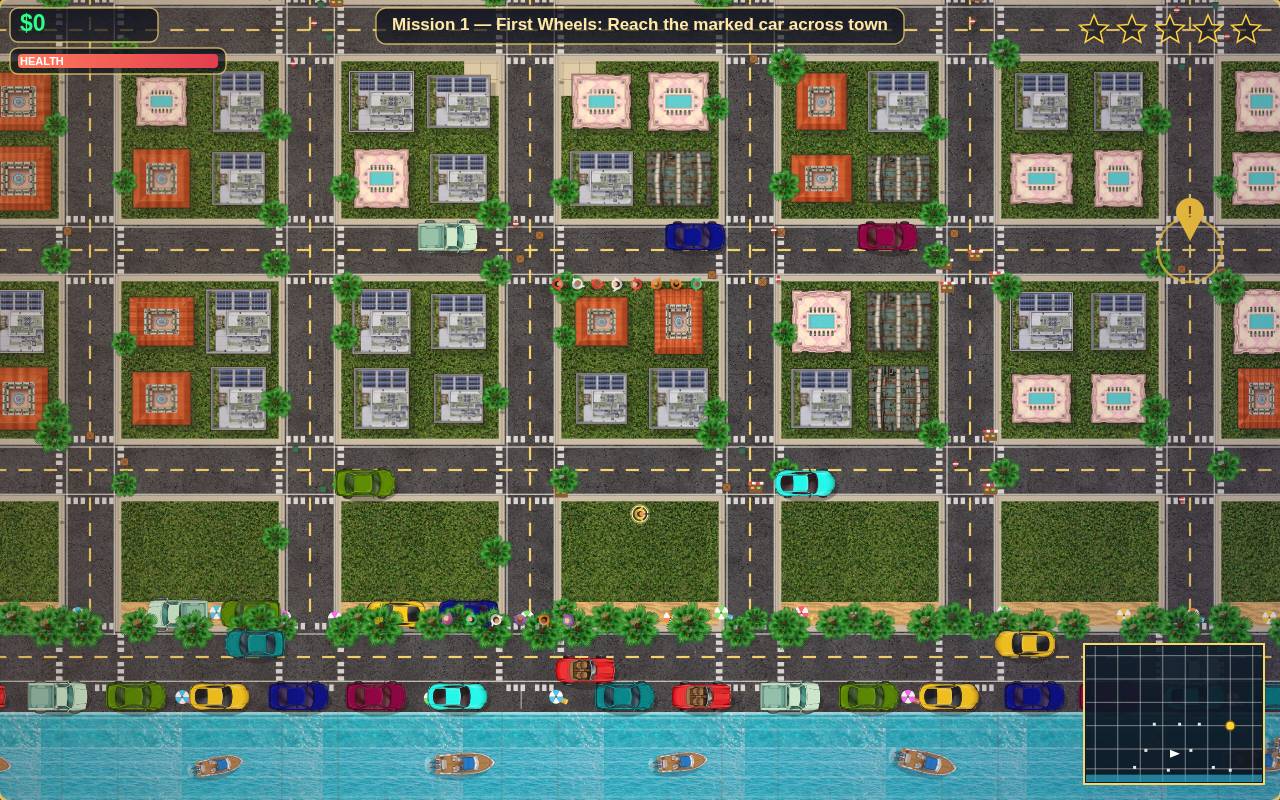 $0
Mission 1 — First Wheels: Reach the marked car across town
HEALTH
!